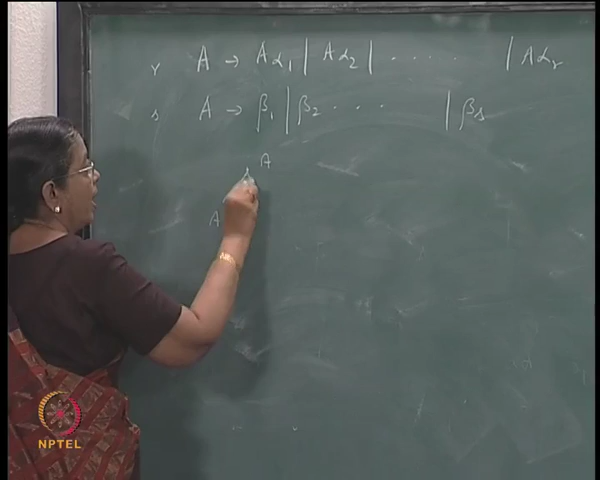 r A → Aα₁ | Aα₂ | . . . . | Aαᵣ
s A → β₁ | β₂ . . . | βₛ
A
A
NPTEL